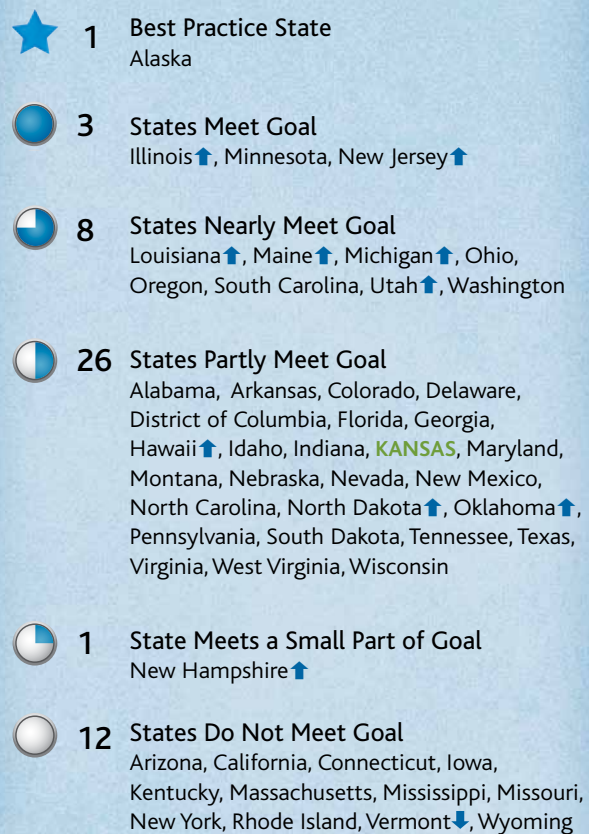 1 Best Practice State
Alaska
3 States Meet Goal
Illinois⬆, Minnesota, New Jersey⬆
8 States Nearly Meet Goal
Louisiana⬆, Maine⬆, Michigan⬆, Ohio,
Oregon, South Carolina, Utah⬆, Washington
26 States Partly Meet Goal
Alabama, Arkansas, Colorado, Delaware,
District of Columbia, Florida, Georgia,
Hawaii⬆, Idaho, Indiana, KANSAS, Maryland,
Montana, Nebraska, Nevada, New Mexico,
North Carolina, North Dakota⬆, Oklahoma⬆,
Pennsylvania, South Dakota, Tennessee, Texas,
Virginia, West Virginia, Wisconsin
1 State Meets a Small Part of Goal
New Hampshire⬆
12 States Do Not Meet Goal
Arizona, California, Connecticut, Iowa,
Kentucky, Massachusetts, Mississippi, Missouri,
New York, Rhode Island, Vermont⬇, Wyoming